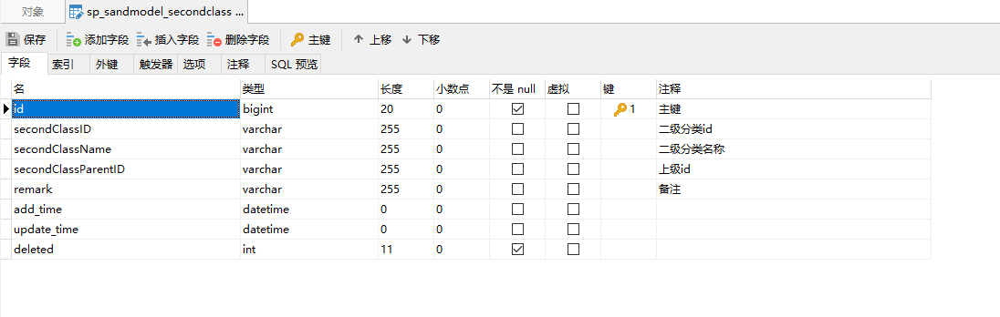 对象 sp_sandmodel_secondclass ...
保存 添加字段 插入字段 删除字段 主键 上移 下移
字段 索引 外键 触发器 选项 注释 SQL 预览
名 类型 长度 小数点 不是 null 虚拟 键 注释
id bigint 20 0 1 主键
secondClassID varchar 255 0 二级分类id
secondClassName varchar 255 0 二级分类名称
secondClassParentID varchar 255 0 上级id
remark varchar 255 0 备注
add_time datetime 0 0
update_time datetime 0 0
deleted int 11 0